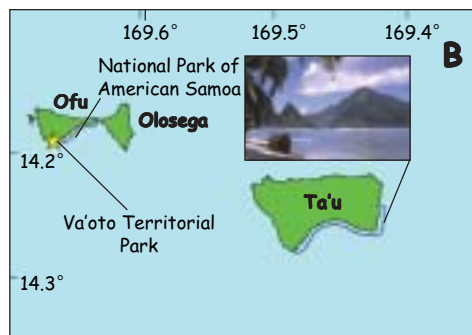 169.6°
169.5°
169.4°
B
National Park of
American Samoa
Ofu
Olosega
14.2°
Ta'u
Va'oto Territorial
Park
14.3°